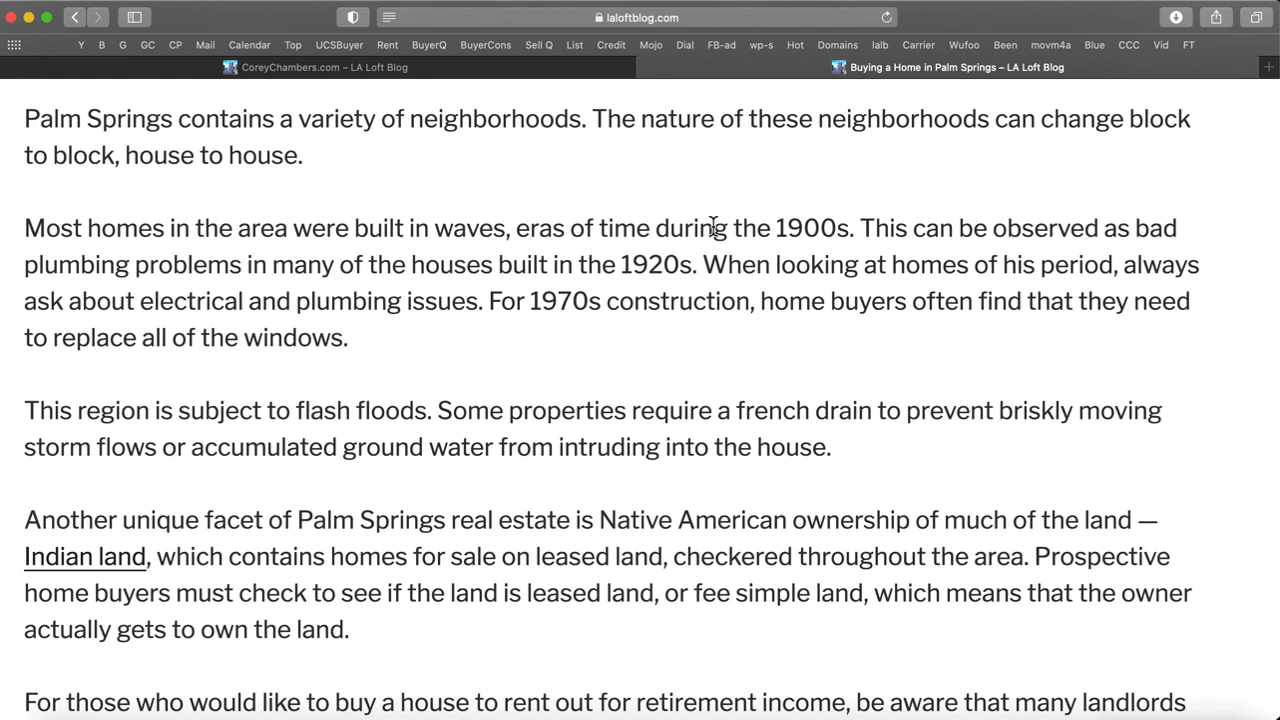 laloftblog.com
Y B G GC CP Mail Calendar Top UCSBuyer Rent BuyerQ BuyerCons Sell Q List Credit Mojo Dial FB-ad wp-s Hot Domains lalb Carrier Wufoo Been movm4a Blue CCC Vid FT
CoreyChambers.com – LA Loft Blog
Buying a Home in Palm Springs – LA Loft Blog
Palm Springs contains a variety of neighborhoods. The nature of these neighborhoods can change block
to block, house to house.
Most homes in the area were built in waves, eras of time during the 1900s. This can be observed as bad
plumbing problems in many of the houses built in the 1920s. When looking at homes of his period, always
ask about electrical and plumbing issues. For 1970s construction, home buyers often find that they need
to replace all of the windows.
This region is subject to flash floods. Some properties require a french drain to prevent briskly moving
storm flows or accumulated ground water from intruding into the house.
Another unique facet of Palm Springs real estate is Native American ownership of much of the land —
Indian land, which contains homes for sale on leased land, checkered throughout the area. Prospective
home buyers must check to see if the land is leased land, or fee simple land, which means that the owner
actually gets to own the land.
For those who would like to buy a house to rent out for retirement income, be aware that many landlords